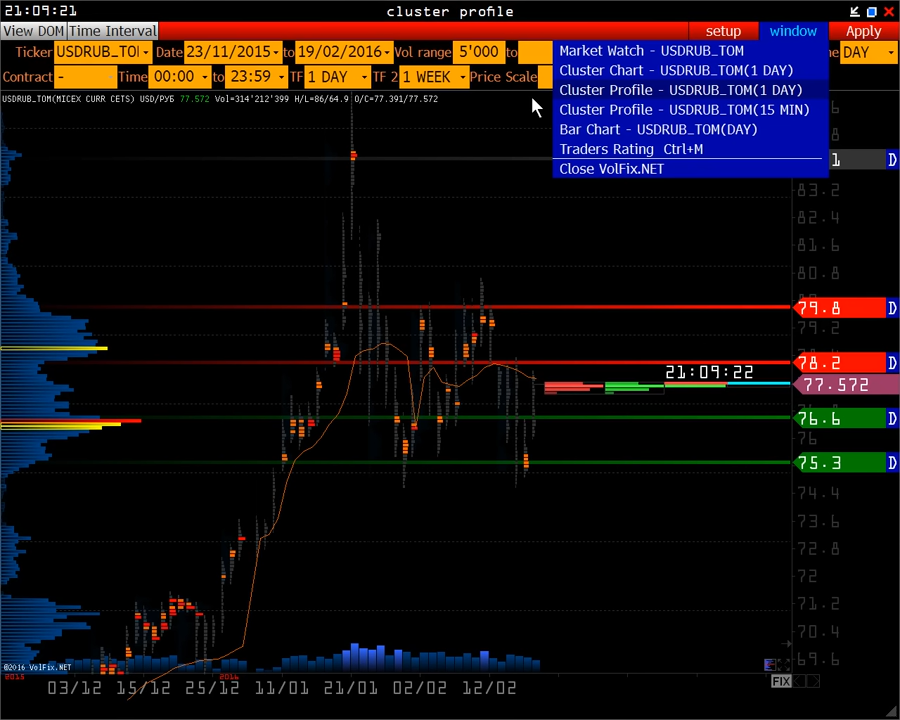 21:09:21
cluster profile
View DOM Time Interval
setup window Apply
Ticker USDRUB_TO Date 23/11/2015 to 19/02/2016 Vol range 5'000 to DAY
Contract - Time 00:00 to 23:59 TF 1 DAY TF 2 1 WEEK Price Scale
Market Watch - USDRUB_TOM
Cluster Chart - USDRUB_TOM(1 DAY)
Cluster Profile - USDRUB_TOM(1 DAY)
Cluster Profile - USDRUB_TOM(15 MIN)
Bar Chart - USDRUB_TOM(DAY)
Traders Rating Ctrl+M
Close VolFix.NET
USDRUB_TOM(MICEX CURR CETS) USD/РУБ 77.572 Vol=314'212'399 H/L=86/64.9 O/C=77.391/77.572
1 D
83.2
82.4
81.6
80.8
79.8 D
79.2
78.2 D
21:09:22
77.572
76.6 D
76
75.3 D
74.4
73.6
72.8
72
71.2
70.4
69.6
©2016 VolFix.NET
2015 2016
03/12 15/12 25/12 11/01 21/01 02/02 12/02
FIX